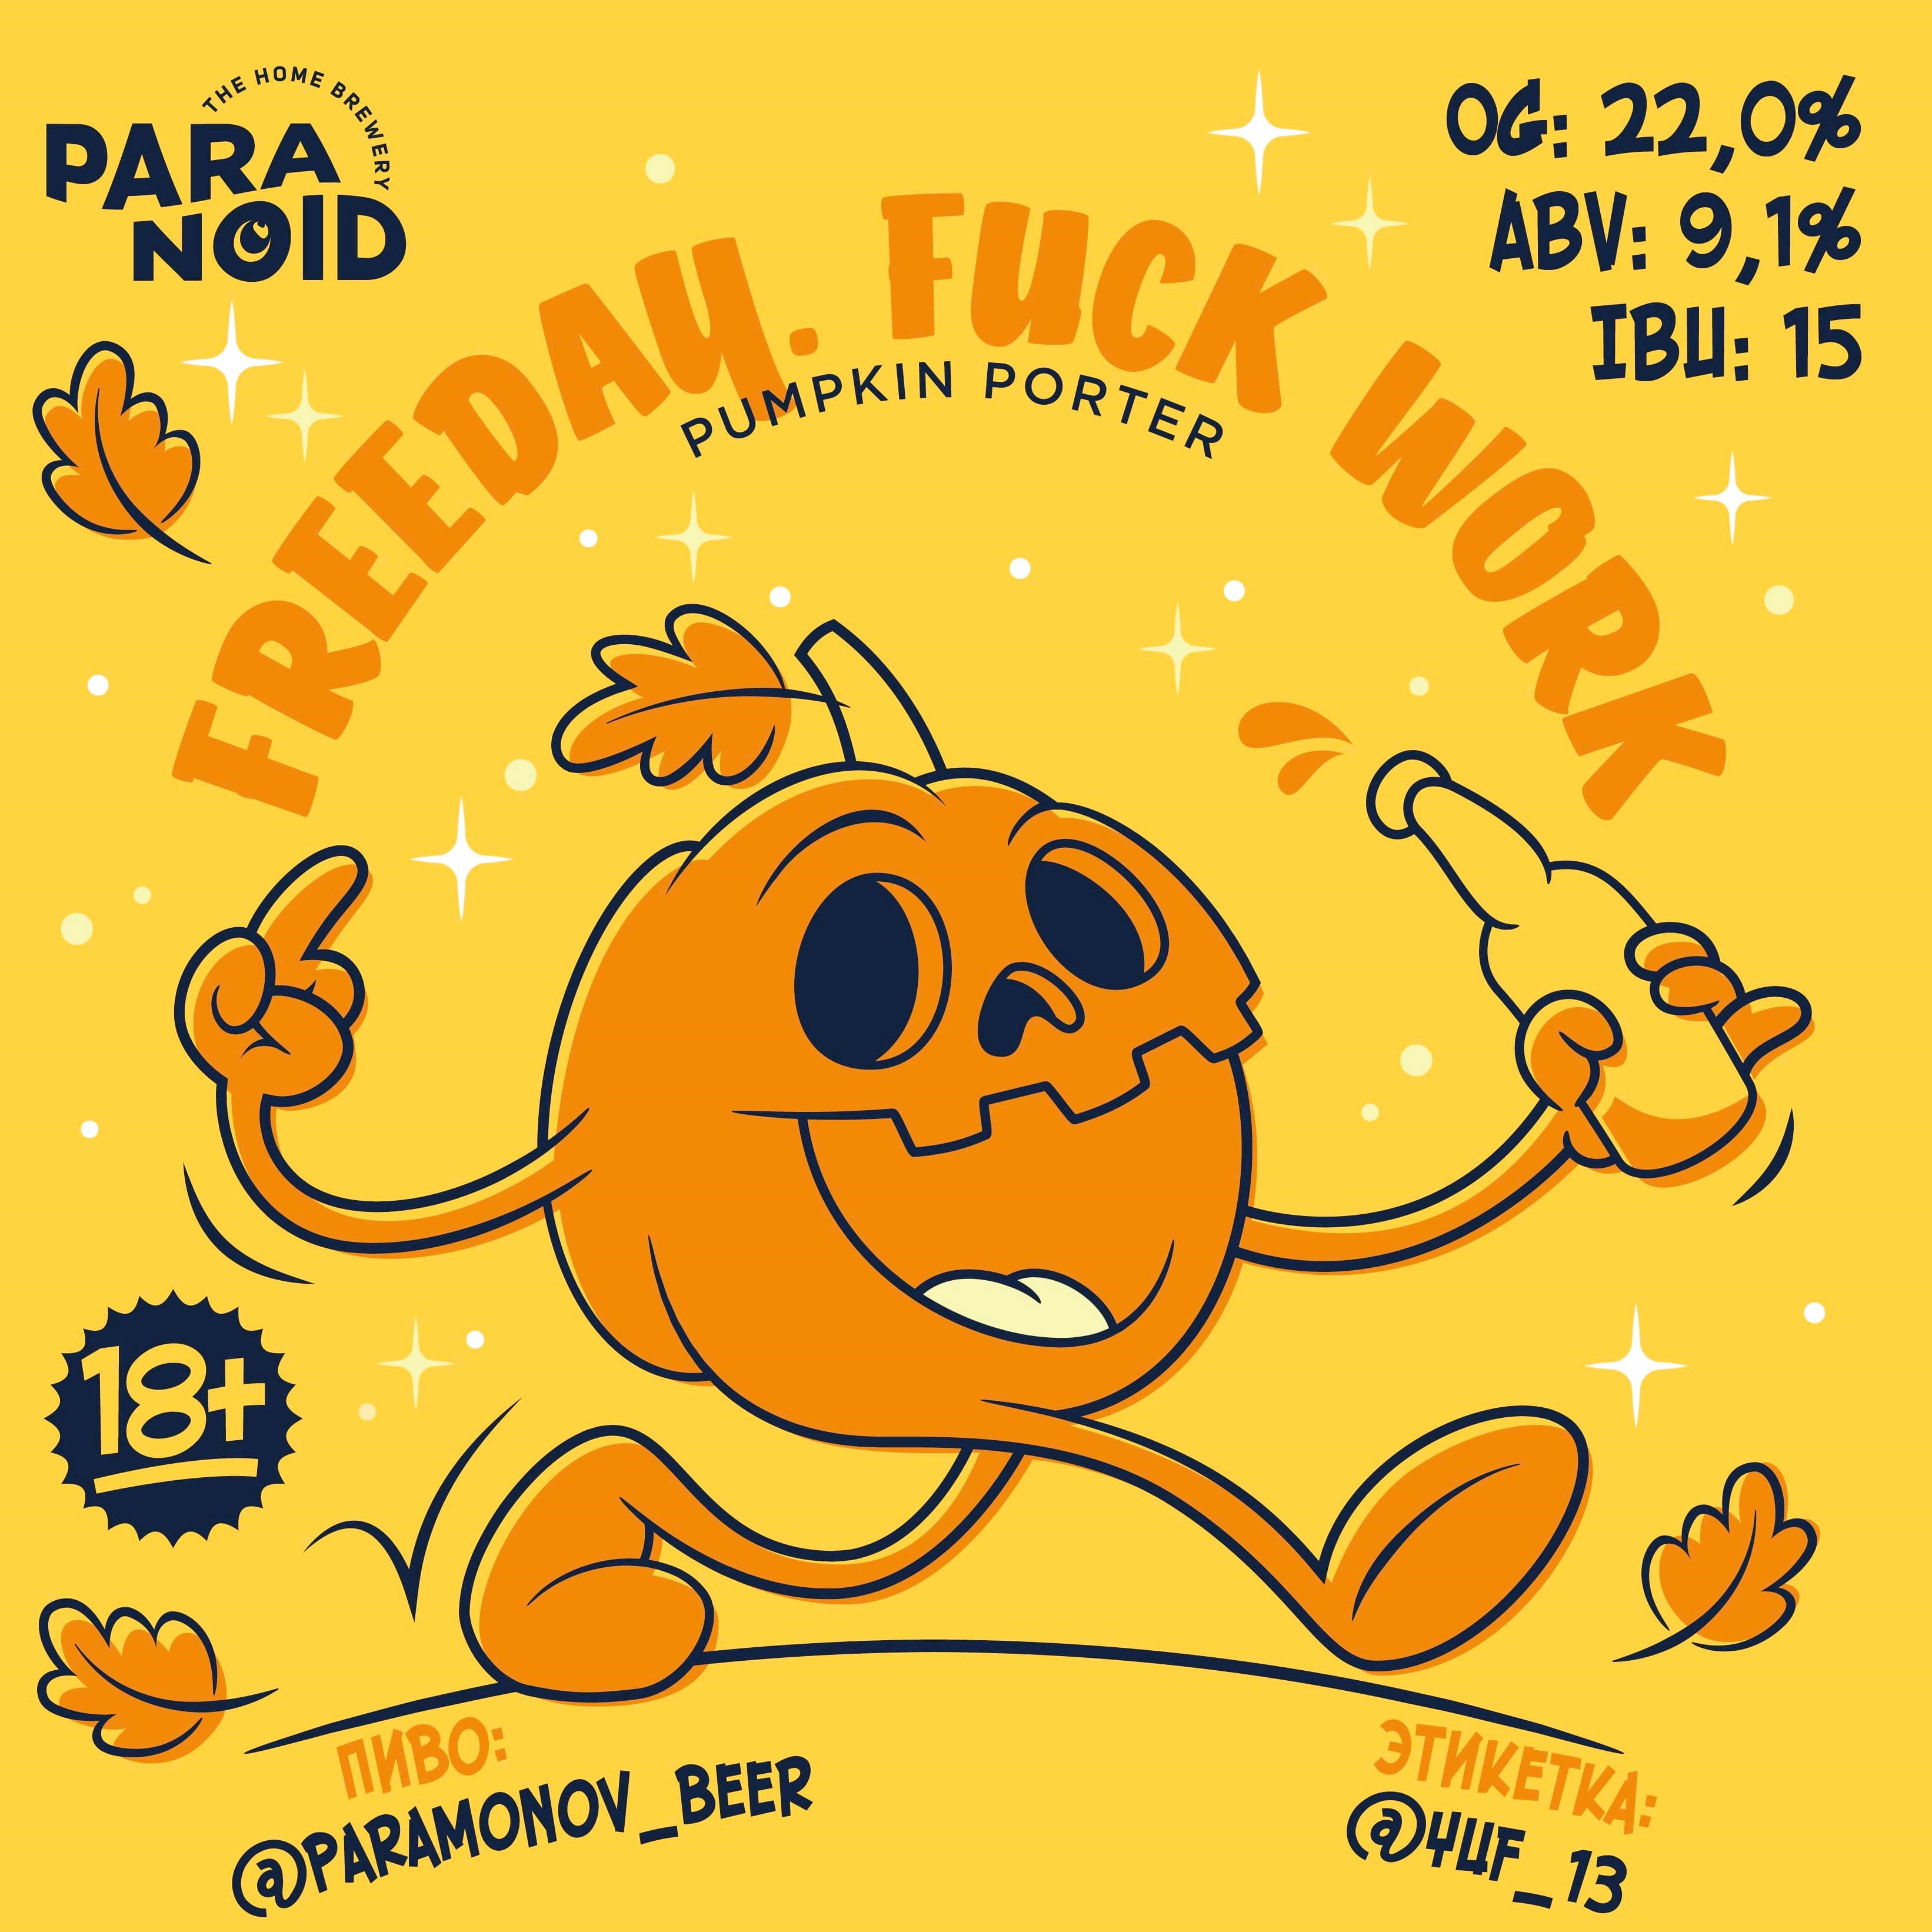 THE HOME BREWERY
PARA
NOID
OG: 22,0%
ABV: 9,1%
IBU: 15
FREEDAY. FUCK WORK
PUMPKIN PORTER
18+
ПИВО:
@PARAMONOV_BEER
ЭТИКЕТКА: